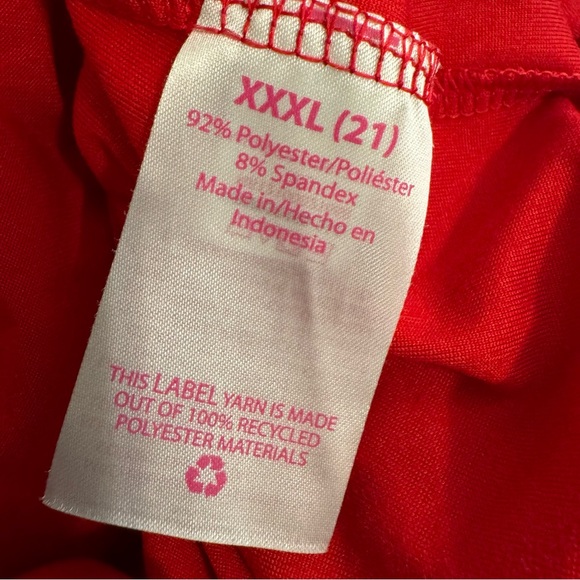 XXXL (21)
92% Polyester/Poliéster
8% Spandex
Made in/Hecho en
Indonesia
THIS LABEL YARN IS MADE
OUT OF 100% RECYCLED
POLYESTER MATERIALS